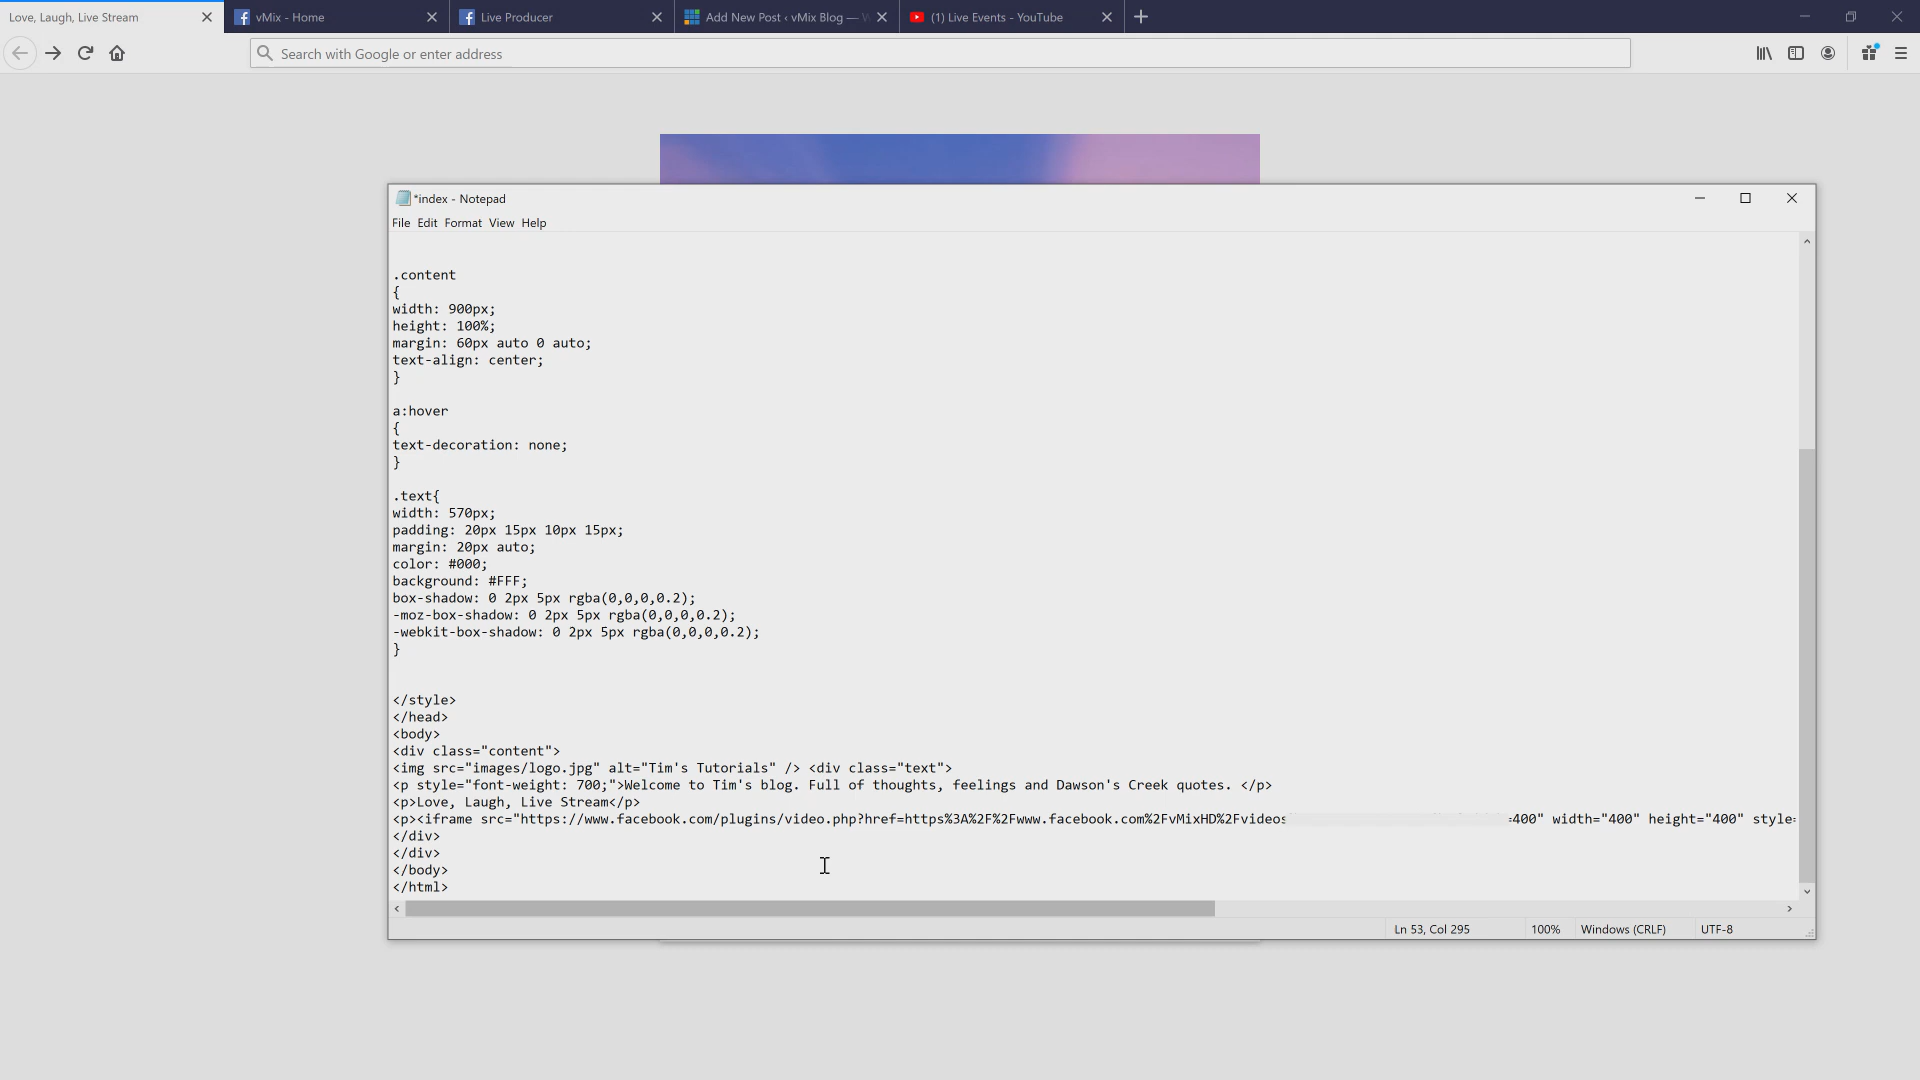 Love, Laugh, Live Stream
vMix - Home
Live Producer
Add New Post ‹ vMix Blog —
(1) Live Events - YouTube
Search with Google or enter address
*index - Notepad
File Edit Format View Help
.content
{
width: 900px;
height: 100%;
margin: 60px auto 0 auto;
text-align: center;
}
a:hover
{
text-decoration: none;
}
.text{
width: 570px;
padding: 20px 15px 10px 15px;
margin: 20px auto;
color: #000;
background: #FFF;
box-shadow: 0 2px 5px rgba(0,0,0,0.2);
-moz-box-shadow: 0 2px 5px rgba(0,0,0,0.2);
-webkit-box-shadow: 0 2px 5px rgba(0,0,0,0.2);
}
</style>
</head>
<body>
<div class="content">
<img src="images/logo.jpg" alt="Tim's Tutorials" /> <div class="text">
<p style="font-weight: 700;">Welcome to Tim's blog. Full of thoughts, feelings and Dawson's Creek quotes. </p>
<p>Love, Laugh, Live Stream</p>
<p><iframe src="https://www.facebook.com/plugins/video.php?href=https%3A%2F%2Fwww.facebook.com%2FvMixHD%2Fvideos =400" width="400" height="400" style=
</div>
</div>
</body>
</html>
Ln 53, Col 295
100%
Windows (CRLF)
UTF-8